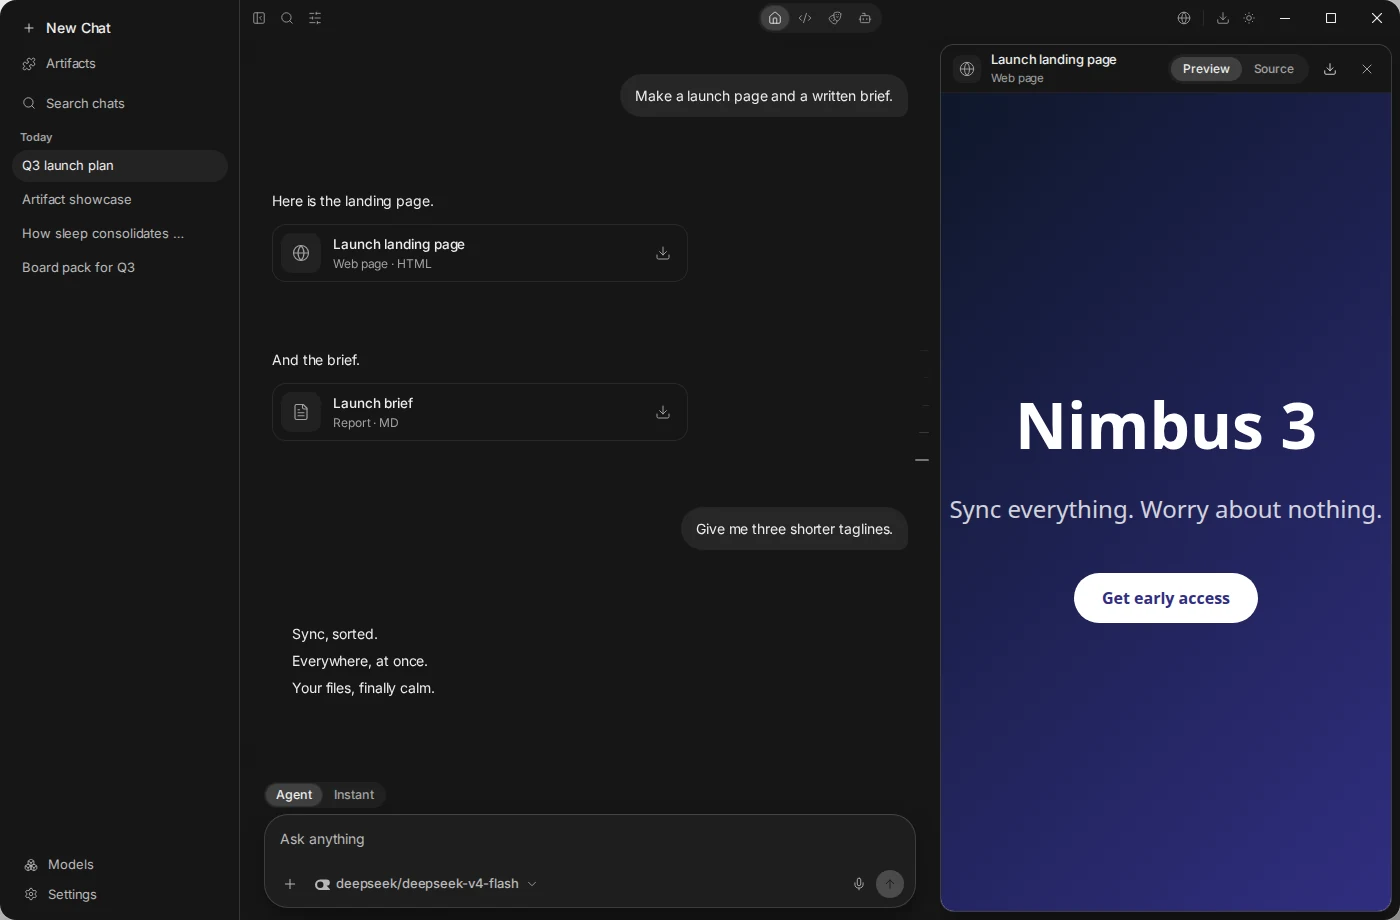 New Chat
Artifacts
Search chats
Today
Q3 launch plan
Artifact showcase
How sleep consolidates ...
Board pack for Q3
Models
Settings
Make a launch page and a written brief.
Here is the landing page.
Launch landing page
Web page · HTML
And the brief.
Launch brief
Report · MD
Give me three shorter taglines.
Sync, sorted.
Everywhere, at once.
Your files, finally calm.
Agent Instant
Ask anything
deepseek/deepseek-v4-flash
Launch landing page
Web page
Preview Source
Nimbus 3
Sync everything. Worry about nothing.
Get early access